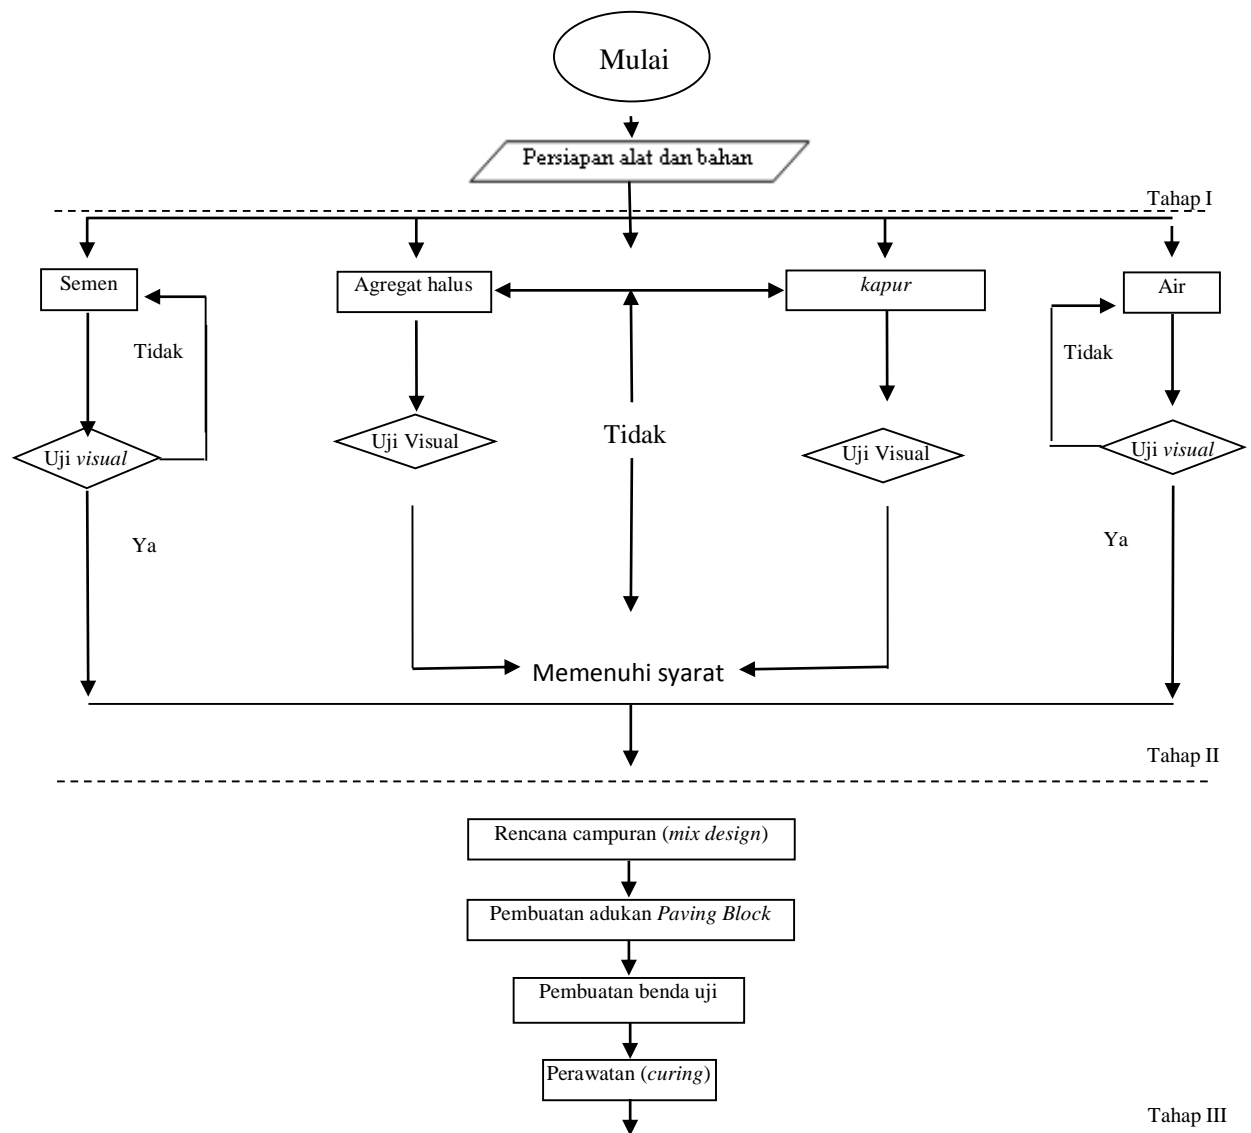 Mulai
Persiapan alat dan bahan
Tahap I
Semen
Agregat halus
kapur
Air
Tidak
Tidak
Uji visual
Uji Visual
Tidak
Uji Visual
Uji visual
Ya
Ya
Memenuhi syarat
Tahap II
Rencana campuran (mix design)
Pembuatan adukan Paving Block
Pembuatan benda uji
Perawatan (curing)
Tahap III